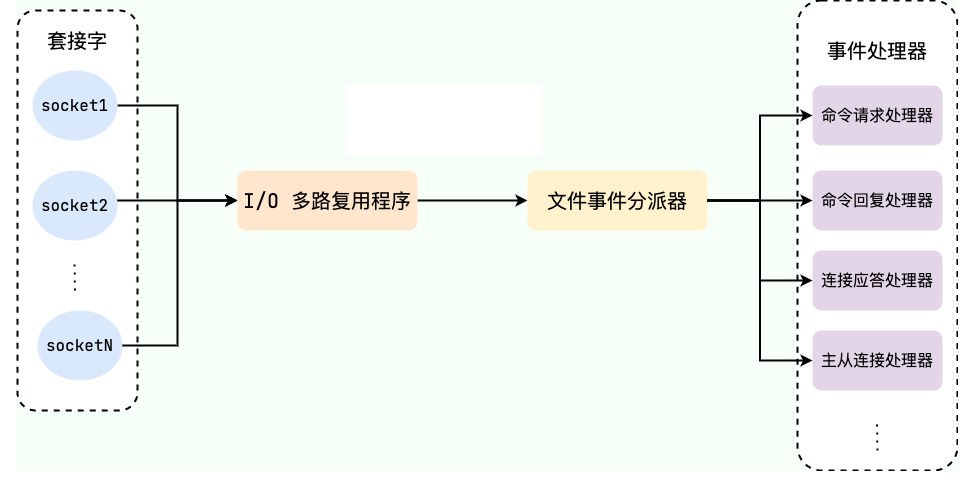 套接字
socket1
socket2
socketN
I/O 多路复用程序
文件事件分派器
事件处理器
命令请求处理器
命令回复处理器
连接应答处理器
主从连接处理器